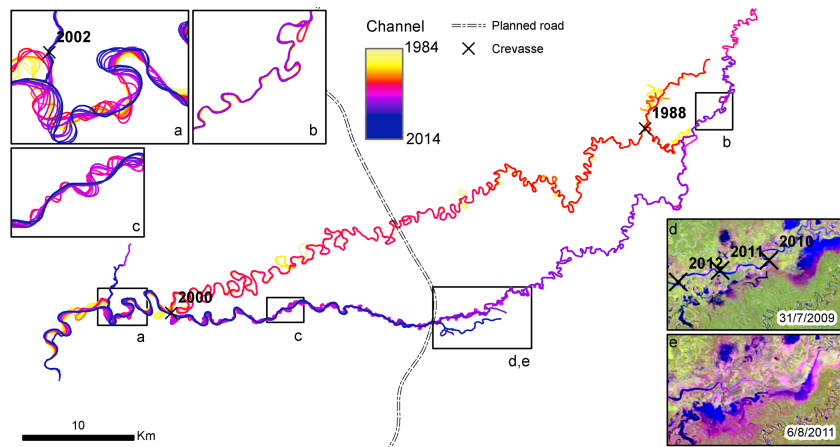 2002
a
b
c
Channel
1984
2014
Planned road
Crevasse
1988
b
2000
a
c
d,e
d
2012
2011
2010
31/7/2009
e
6/8/2011
10
Km